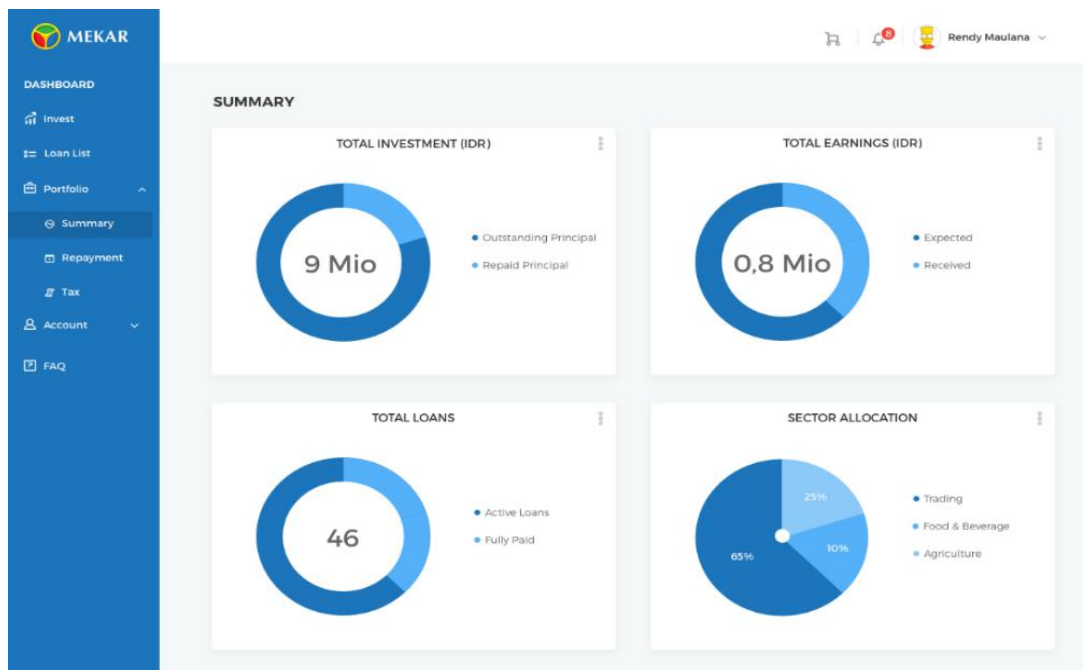 MEKAR
8
Rendy Maulana
DASHBOARD
Invest
Loan List
Portfolio
Summary
Repayment
Tax
Account
FAQ
SUMMARY
TOTAL INVESTMENT (IDR)
9 Mio
Outstanding Principal
Repaid Principal
TOTAL EARNINGS (IDR)
0,8 Mio
Expected
Received
TOTAL LOANS
46
Active Loans
Fully Paid
SECTOR ALLOCATION
25%
65%
10%
Trading
Food & Beverage
Agriculture